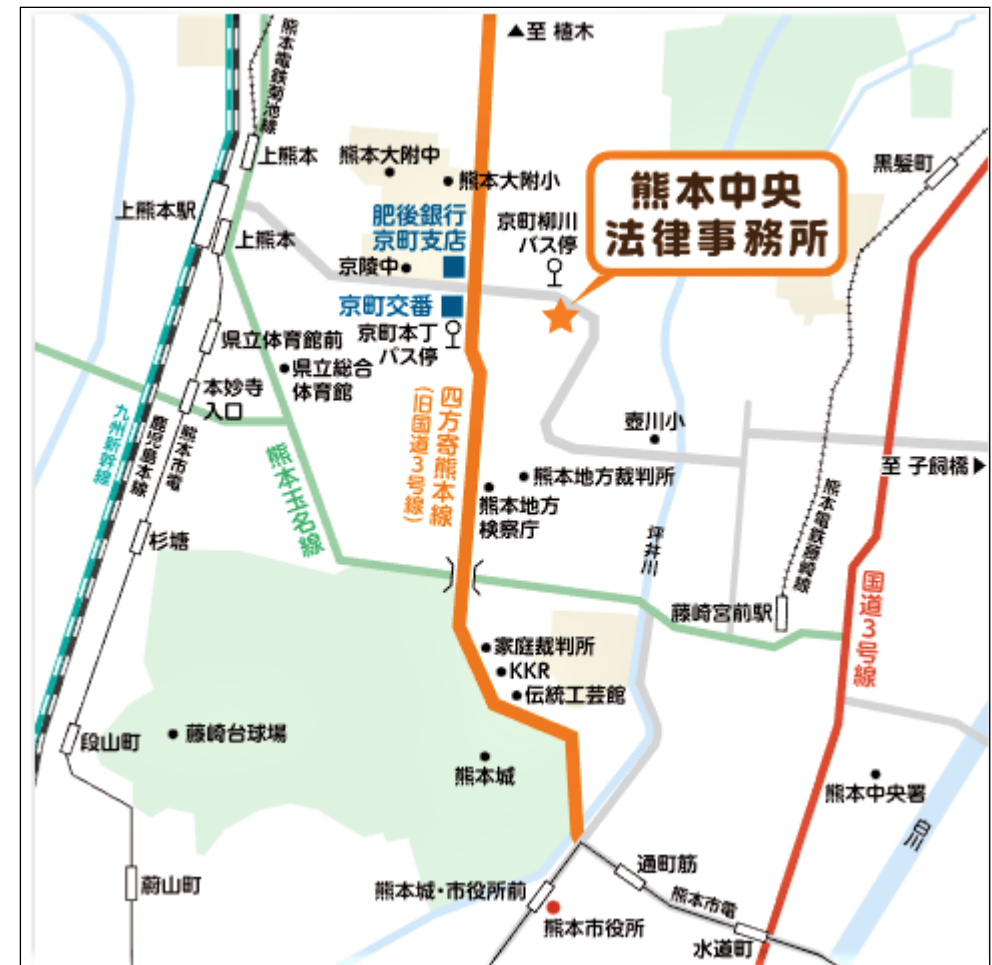 ▲至 植木
熊本電鉄菊池線
上熊本
熊本大附中
熊本大附小
黒髪町
熊本中央
法律事務所
上熊本駅
上熊本
肥後銀行
京町支店
京町柳川
バス停
京陵中
京町交番
京町本丁
バス停
県立体育館前
県立総合
体育館
本妙寺
入口
九州新幹線
鹿児島本線
熊本市電
四方寄熊本線
（旧国道3号線）
壺川小
至 子飼橋▶
熊本玉名線
熊本地方裁判所
熊本地方
検察庁
熊本電鉄藤崎線
坪井川
杉塘
国道3号線
藤崎宮前駅
家庭裁判所
KKR
伝統工芸館
段山町
藤崎台球場
熊本城
熊本中央署
白川
蔚山町
熊本城・市役所前
通町筋
熊本市電
熊本市役所
水道町